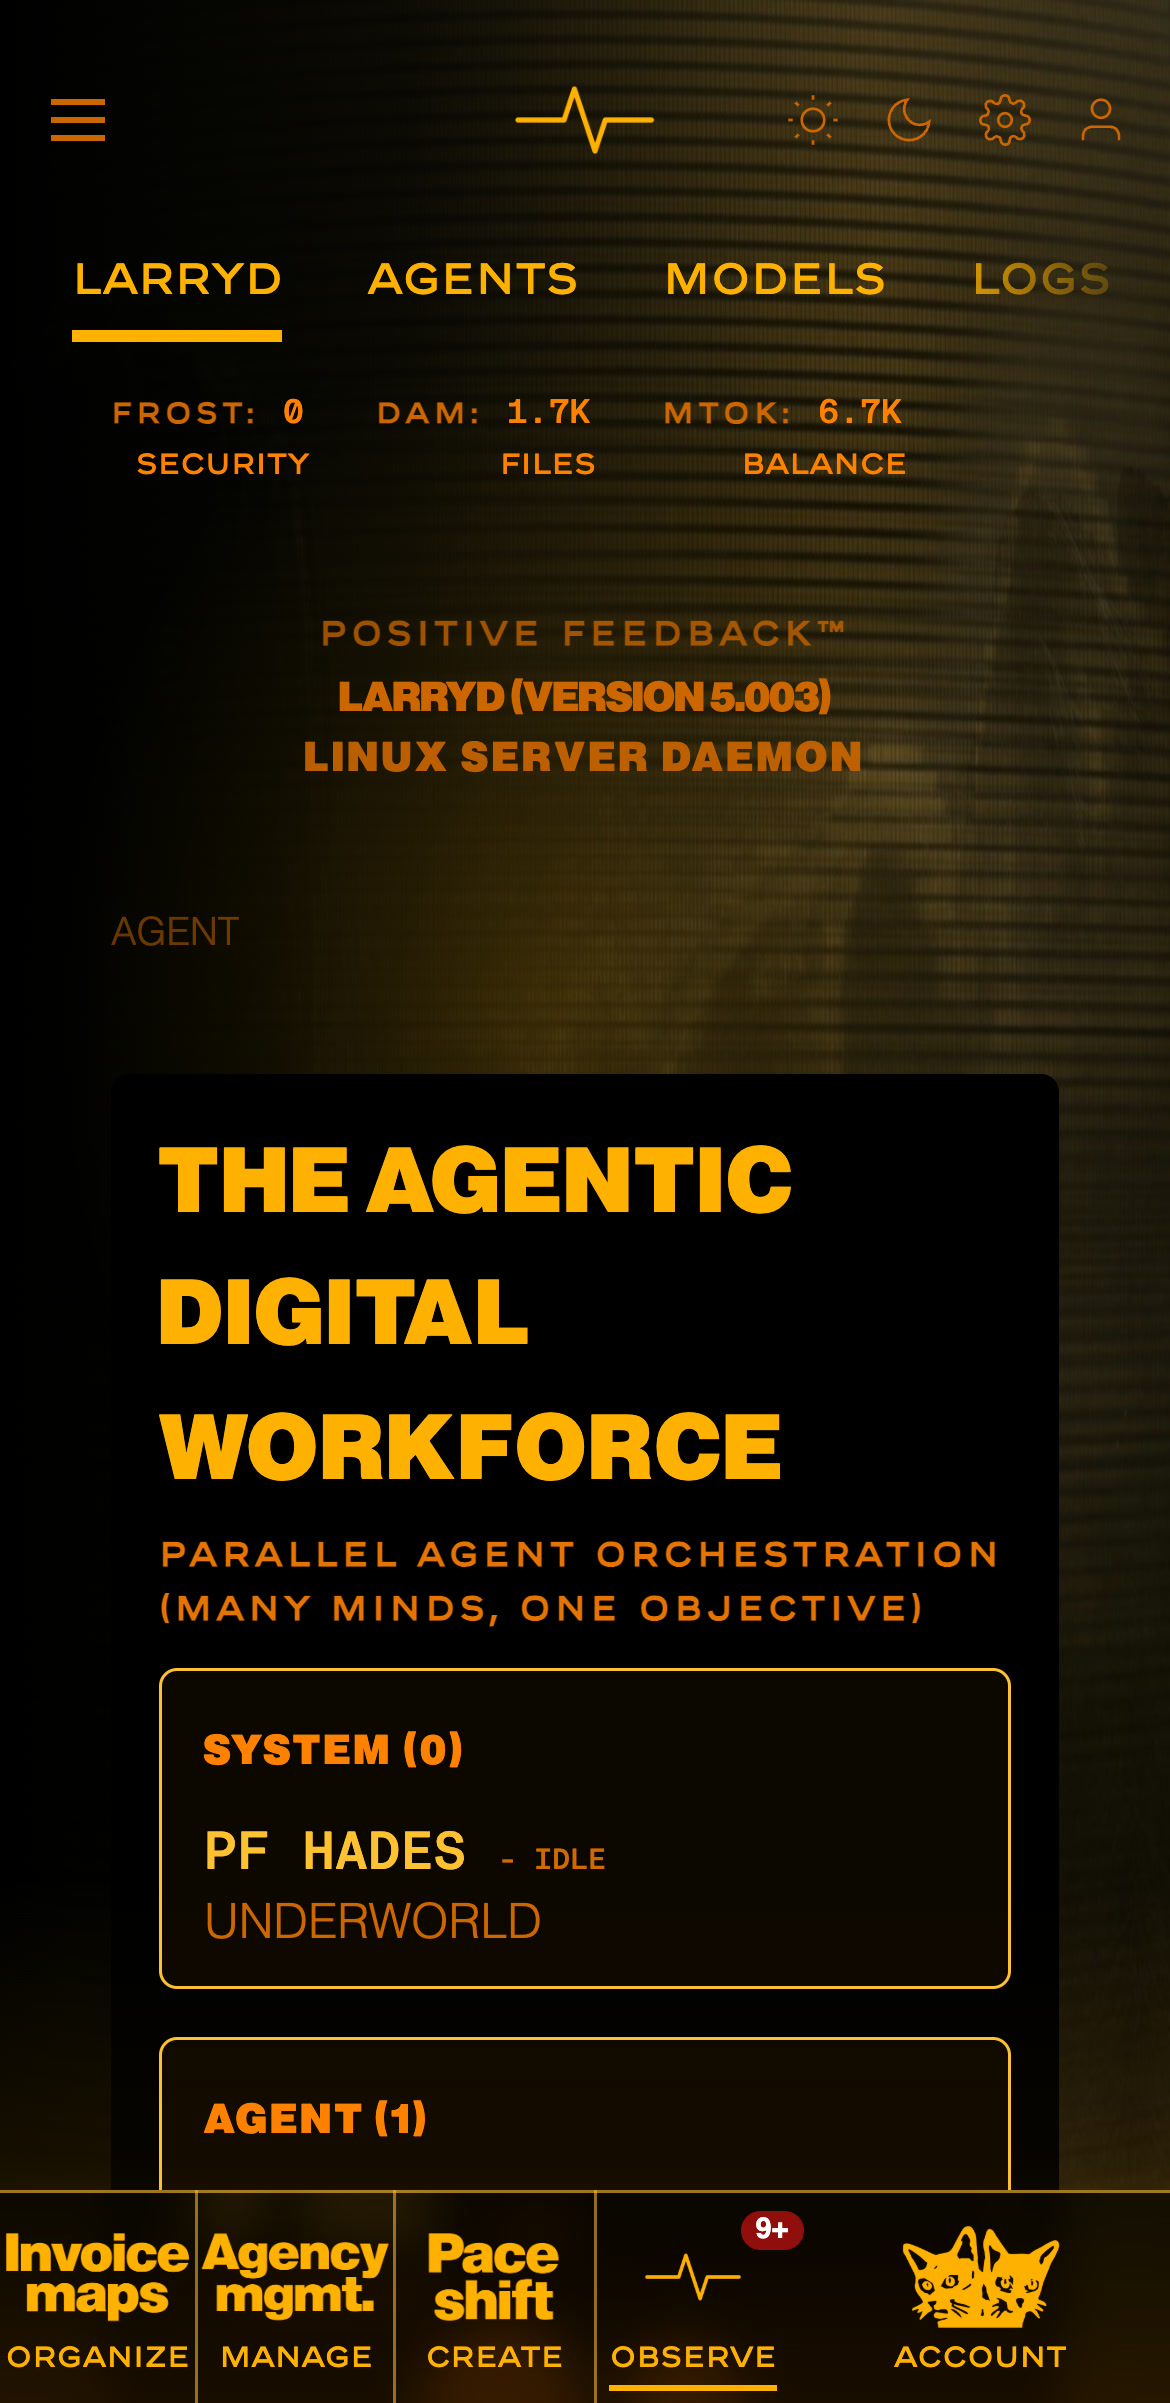 LARRYD AGENTS MODELS LOGS
FROST: 0 DAM: 1.7K MTOK: 6.7K
SECURITY FILES BALANCE
POSITIVE FEEDBACK™
LARRYD (VERSION 5.003)
LINUX SERVER DAEMON
AGENT
THE AGENTIC
DIGITAL
WORKFORCE
PARALLEL AGENT ORCHESTRATION
(MANY MINDS, ONE OBJECTIVE)
SYSTEM (0)
PF HADES - IDLE
UNDERWORLD
AGENT (1)
9+
Invoice Agency Pace
maps mgmt. shift
ORGANIZE MANAGE CREATE OBSERVE ACCOUNT